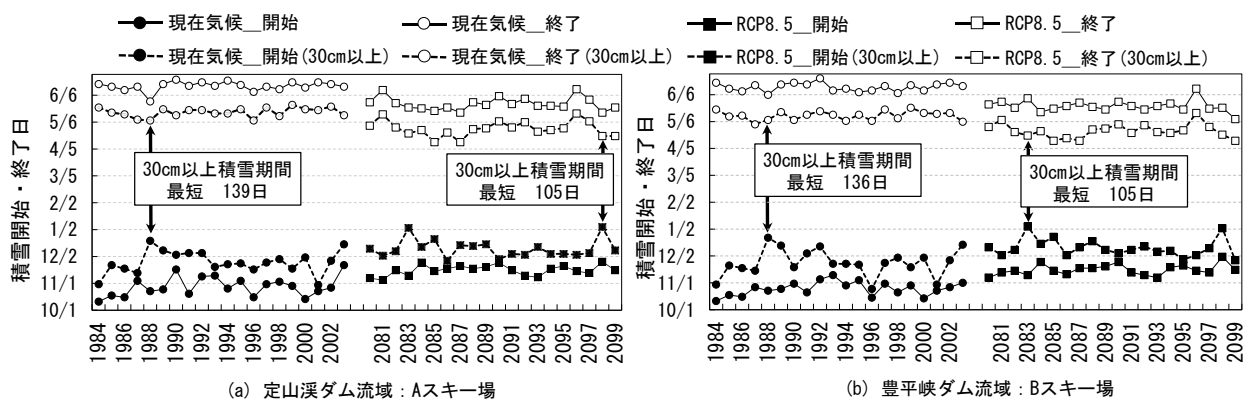 現在気候__開始
現在気候__終了
RCP8.5__開始
RCP8.5__終了
現在気候__開始(30cm以上)
現在気候__終了(30cm以上)
RCP8.5__開始(30cm以上)
RCP8.5__終了(30cm以上)
積雪開始・終了日
6/6
5/6
4/5
3/5
2/2
1/2
12/2
11/1
10/1
30cm以上積雪期間
最短 139日
30cm以上積雪期間
最短 105日
1984
1986
1988
1990
1992
1994
1996
1998
2000
2002
2081
2083
2085
2087
2089
2091
2093
2095
2097
2099
(a) 定山渓ダム流域：Aスキー場
積雪開始・終了日
6/6
5/6
4/5
3/5
2/2
1/2
12/2
11/1
10/1
30cm以上積雪期間
最短 136日
30cm以上積雪期間
最短 105日
1984
1986
1988
1990
1992
1994
1996
1998
2000
2002
2081
2083
2085
2087
2089
2091
2093
2095
2097
2099
(b) 豊平峡ダム流域：Bスキー場